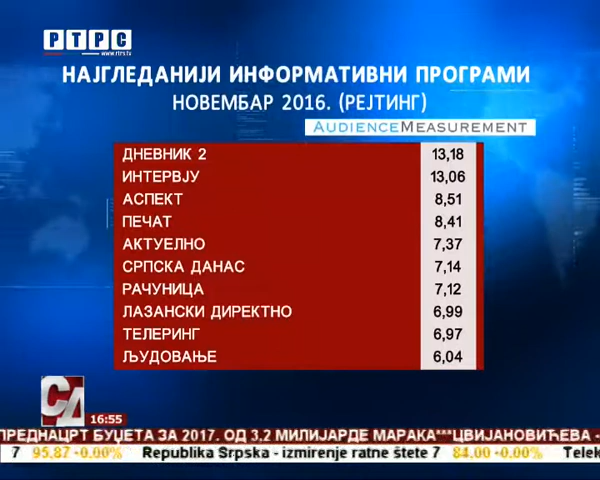 РТРС
www.rtrs.tv
НАЈГЛЕДАНИЈИ ИНФОРМАТИВНИ ПРОГРАМИ
НОВЕМБАР 2016. (РЕЈТИНГ)
AUDIENCEMEASUREMENT
ДНЕВНИК 2 13,18
ИНТЕРВЈУ 13,06
АСПЕКТ 8,51
ПЕЧАТ 8,41
АКТУЕЛНО 7,37
СРПСКА ДАНАС 7,14
РАЧУНИЦА 7,12
ЛАЗАНСКИ ДИРЕКТНО 6,99
ТЕЛЕРИНГ 6,97
ЉУДОВАЊЕ 6,04
СД
16:55
ПРЕДНАЦРТ БУЏЕТА ЗА 2017. ОД 3,2 МИЛИЈАРДЕ МАРАКА***ЦВИЈАНОВИЋЕВА -
7 95,87 -0,00% Republika Srpska - izmirenje ratne štete 7 84,00 -0,00% Telek